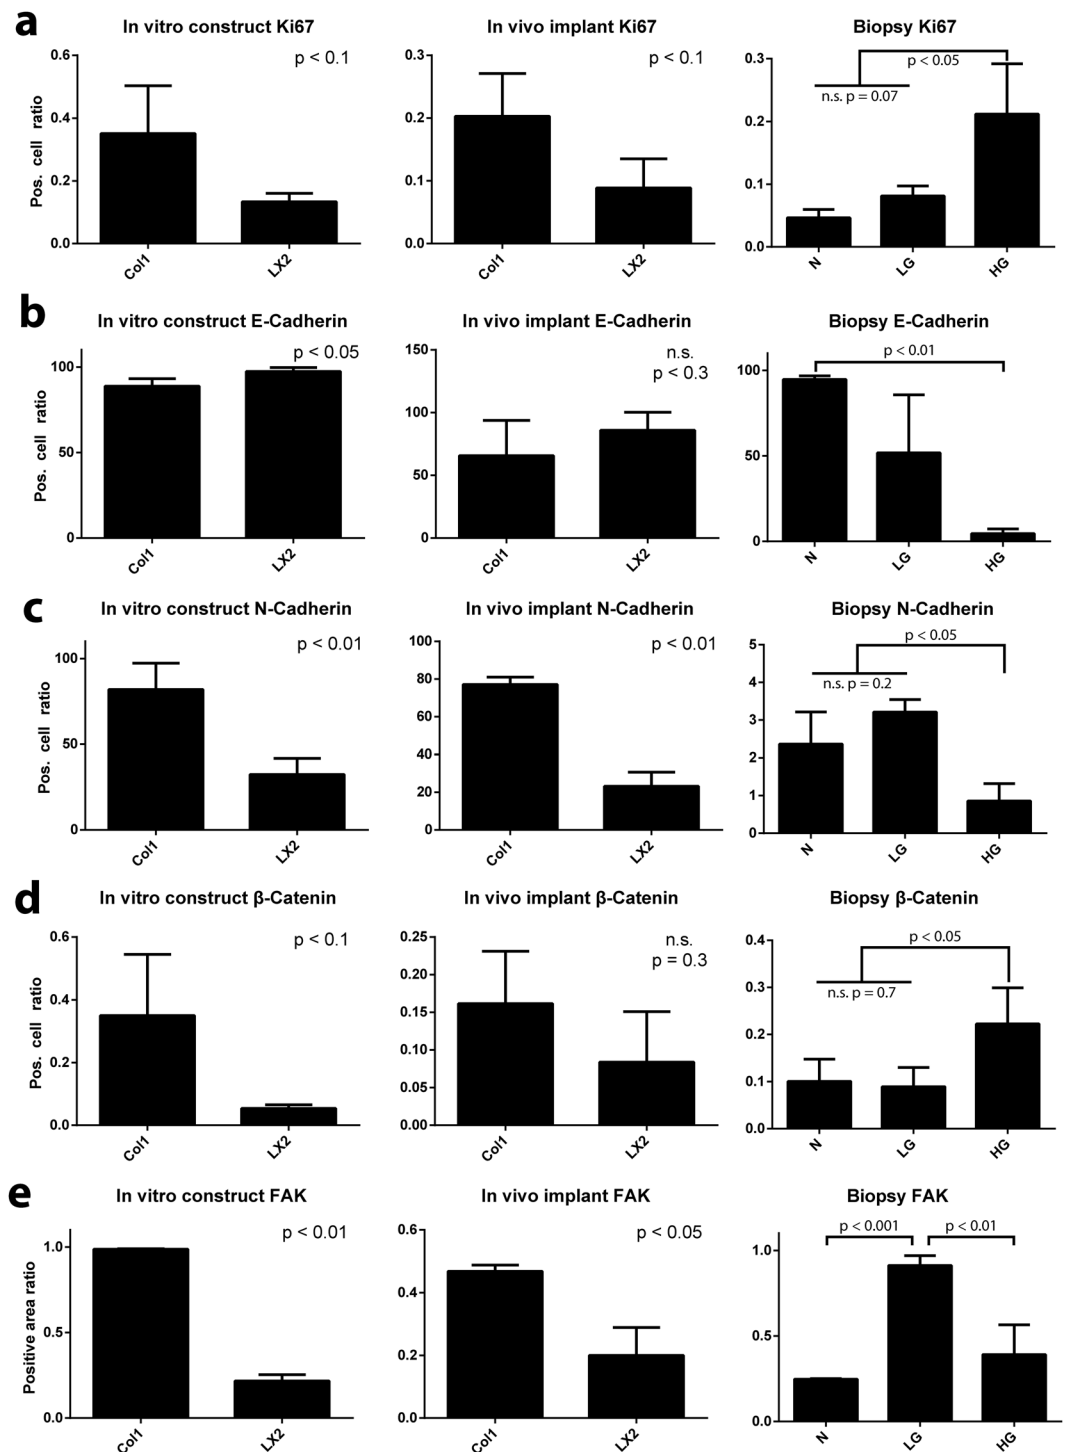 a
In vitro construct Ki67
Pos. cell ratio
0.6
0.4
0.2
0.0
p < 0.1
Col1
LX2
In vivo implant Ki67
0.3
0.2
0.1
0.0
p < 0.1
Col1
LX2
Biopsy Ki67
0.3
0.2
0.1
0.0
p < 0.05
n.s. p = 0.07
N
LG
HG
b
In vitro construct E-Cadherin
Pos. cell ratio
100
50
0
p < 0.05
Col1
LX2
In vivo implant E-Cadherin
150
100
50
0
n.s.
p < 0.3
Col1
LX2
Biopsy E-Cadherin
100
50
0
p < 0.01
N
LG
HG
c
In vitro construct N-Cadherin
Pos. cell ratio
100
50
0
p < 0.01
Col1
LX2
In vivo implant N-Cadherin
100
80
60
40
20
0
p < 0.01
Col1
LX2
Biopsy N-Cadherin
5
4
3
2
1
0
p < 0.05
n.s. p = 0.2
N
LG
HG
d
In vitro construct β-Catenin
Pos. cell ratio
0.6
0.4
0.2
0.0
p < 0.1
Col1
LX2
In vivo implant β-Catenin
0.25
0.20
0.15
0.10
0.05
0.00
n.s.
p = 0.3
Col1
LX2
Biopsy β-Catenin
0.4
0.3
0.2
0.1
0.0
p < 0.05
n.s. p = 0.7
N
LG
HG
e
In vitro construct FAK
Positive area ratio
1.0
0.5
0.0
p < 0.01
Col1
LX2
In vivo implant FAK
0.6
0.4
0.2
0.0
p < 0.05
Col1
LX2
Biopsy FAK
1.0
0.5
0.0
p < 0.001
p < 0.01
N
LG
HG